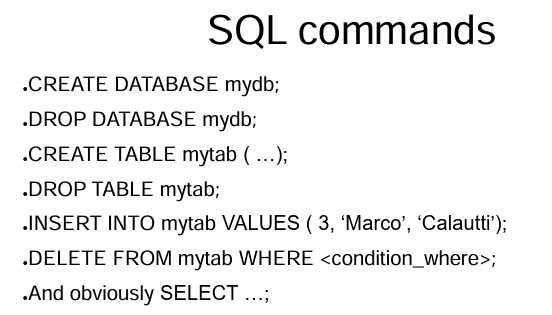 SQL commands
.CREATE DATABASE mydb;
.DROP DATABASE mydb;
.CREATE TABLE mytab ( …);
.DROP TABLE mytab;
.INSERT INTO mytab VALUES ( 3, ‘Marco’, ‘Calautti’);
.DELETE FROM mytab WHERE <condition_where>;
.And obviously SELECT …;